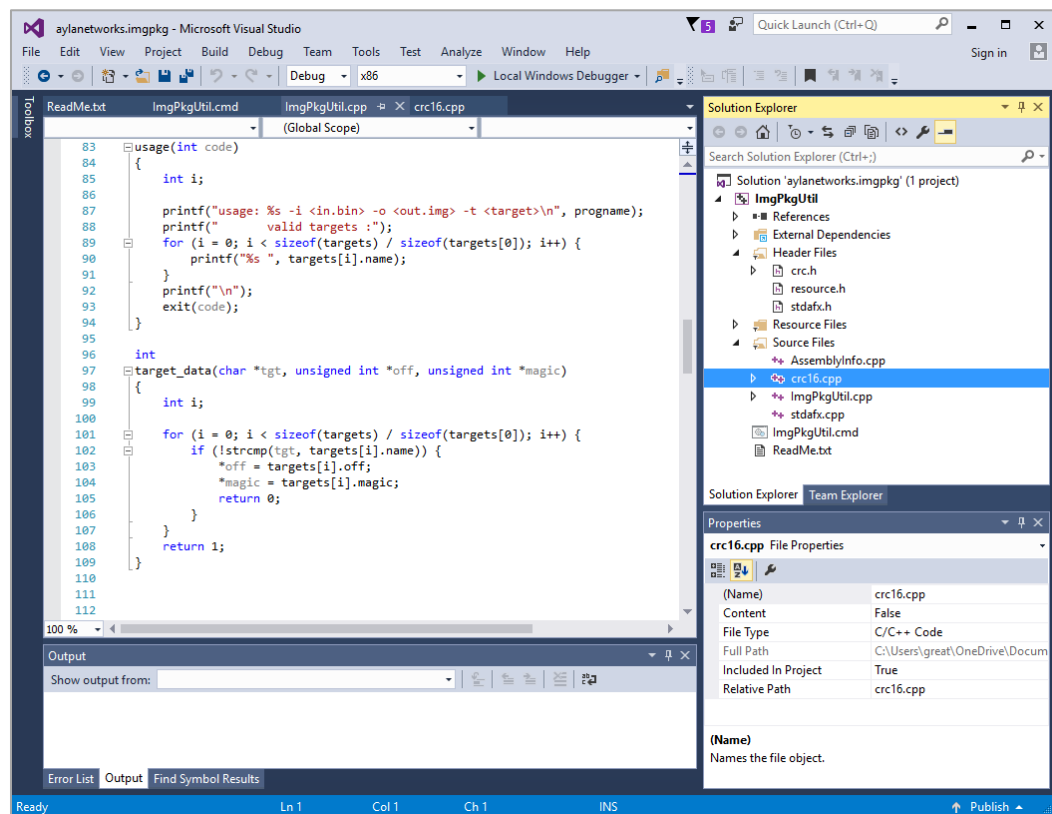 aylanetworks.imgpkg - Microsoft Visual Studio
5
Quick Launch (Ctrl+Q)
File Edit View Project Build Debug Team Tools Test Analyze Window Help
Sign in
Debug x86 Local Windows Debugger
Toolbox
ReadMe.txt ImgPkgUtil.cmd ImgPkgUtil.cpp crc16.cpp
(Global Scope)
83 usage(int code)
84 {
85 int i;
86
87 printf("usage: %s -i <in.bin> -o <out.img> -t <target>\n", progname);
88 printf("       valid targets :");
89 for (i = 0; i < sizeof(targets) / sizeof(targets[0]); i++) {
90 printf("%s ", targets[i].name);
91 }
92 printf("\n");
93 exit(code);
94 }
95
96 int
97 target_data(char *tgt, unsigned int *off, unsigned int *magic)
98 {
99 int i;
100
101 for (i = 0; i < sizeof(targets) / sizeof(targets[0]); i++) {
102 if (!strcmp(tgt, targets[i].name)) {
103 *off = targets[i].off;
104 *magic = targets[i].magic;
105 return 0;
106 }
107 }
108 return 1;
109 }
110
111
112
100 %
Output
Show output from:
Error List Output Find Symbol Results
Solution Explorer
Search Solution Explorer (Ctrl+;)
Solution 'aylanetworks.imgpkg' (1 project)
ImgPkgUtil
References
External Dependencies
Header Files
crc.h
resource.h
stdafx.h
Resource Files
Source Files
AssemblyInfo.cpp
crc16.cpp
ImgPkgUtil.cpp
stdafx.cpp
ImgPkgUtil.cmd
ReadMe.txt
Solution Explorer Team Explorer
Properties
crc16.cpp File Properties
(Name) crc16.cpp
Content False
File Type C/C++ Code
Full Path C:\Users\great\OneDrive\Docum
Included In Project True
Relative Path crc16.cpp
(Name)
Names the file object.
Ready Ln 1 Col 1 Ch 1 INS Publish